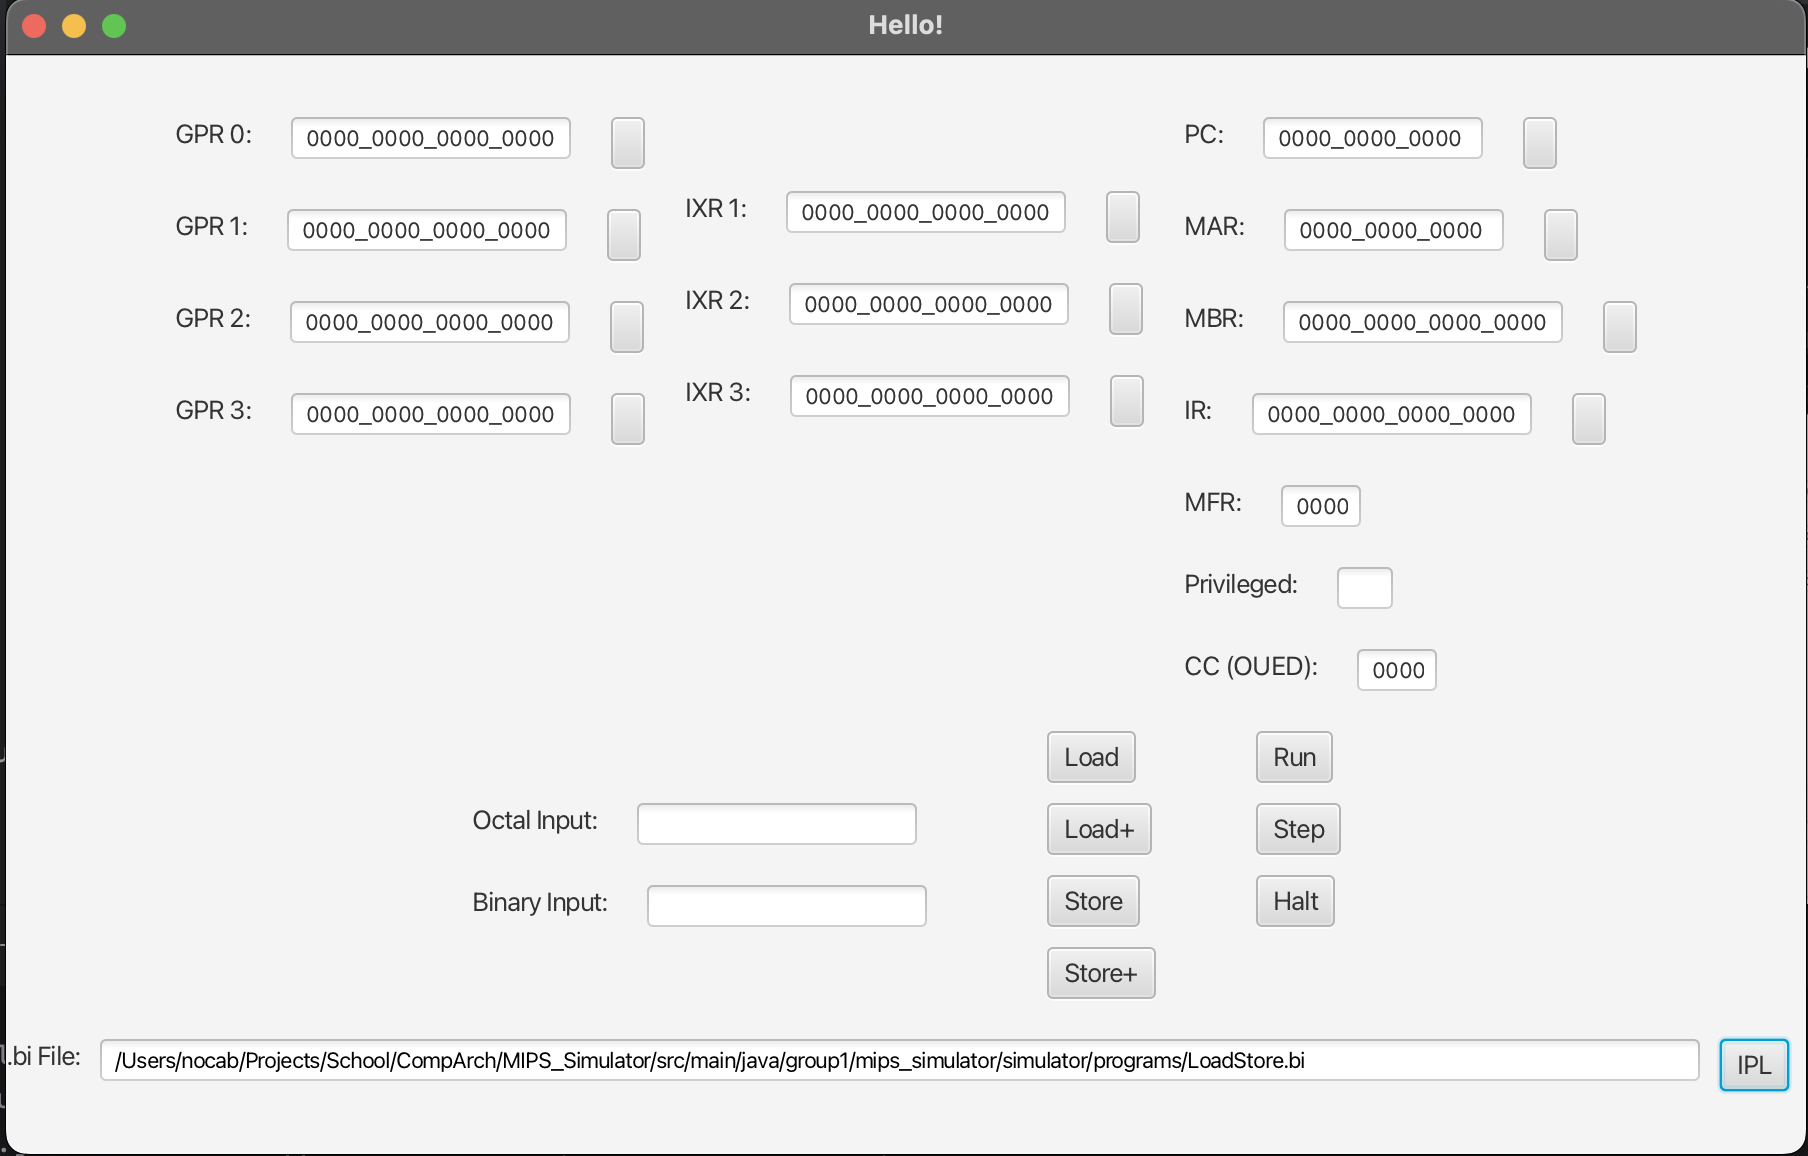 Hello!
GPR 0: 0000_0000_0000_0000
GPR 1: 0000_0000_0000_0000
GPR 2: 0000_0000_0000_0000
GPR 3: 0000_0000_0000_0000
IXR 1: 0000_0000_0000_0000
IXR 2: 0000_0000_0000_0000
IXR 3: 0000_0000_0000_0000
PC: 0000_0000_0000
MAR: 0000_0000_0000
MBR: 0000_0000_0000_0000
IR: 0000_0000_0000_0000
MFR: 0000
Privileged:
CC (OUED): 0000
Octal Input:
Binary Input:
Load
Load+
Store
Store+
Run
Step
Halt
.bi File: /Users/nocab/Projects/School/CompArch/MIPS_Simulator/src/main/java/group1/mips_simulator/simulator/programs/LoadStore.bi IPL